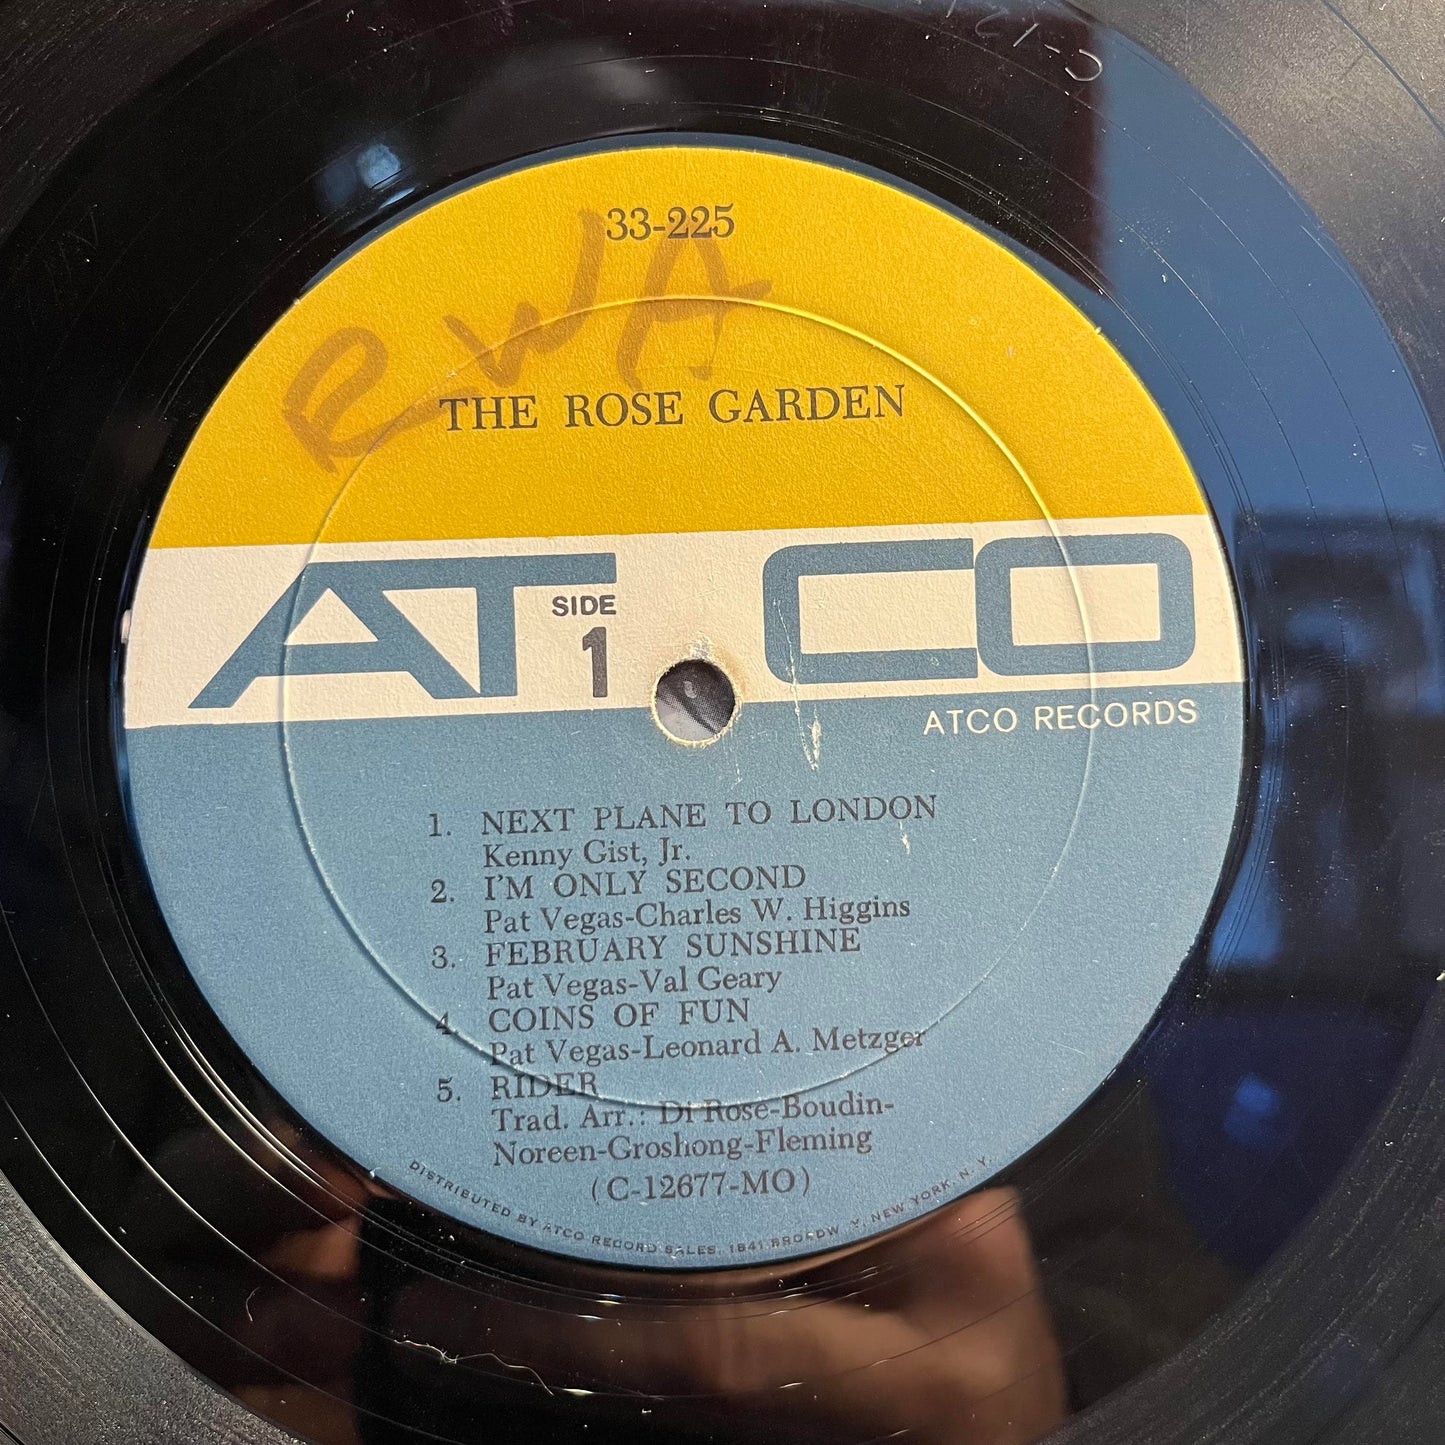 C-12
33-225
RWA
THE ROSE GARDEN
ATCO
SIDE
1
ATCO RECORDS
1. NEXT PLANE TO LONDON
Kenny Gist, Jr.
2. I'M ONLY SECOND
Pat Vegas-Charles W. Higgins
3. FEBRUARY SUNSHINE
Pat Vegas-Val Geary
4. COINS OF FUN
Pat Vegas-Leonard A. Metzger
5. RIDER
Trad. Arr.: Di Rose-Boudin-
Noreen-Groshong-Fleming
(C-12677-MO)
DISTRIBUTED BY ATCO RECORD SALES, 1841 BROADW Y, NEW YORK, N. Y.